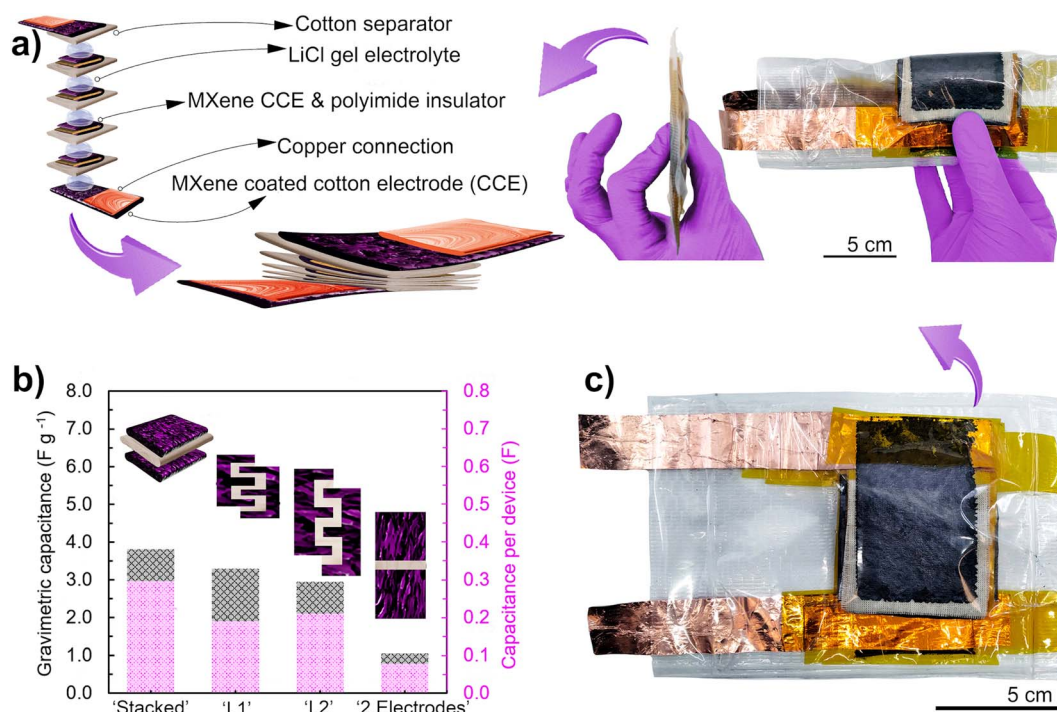 a)
Cotton separator
LiCl gel electrolyte
MXene CCE & polyimide insulator
Copper connection
MXene coated cotton electrode (CCE)
5 cm
b)
Gravimetric capacitance (F g⁻¹)
8.0
7.0
6.0
5.0
4.0
3.0
2.0
1.0
0.0
0.8
0.7
0.6
0.5
0.4
0.3
0.2
0.1
0.0
Capacitance per device (F)
'Stacked' 'L1' 'L2' '2 Electrodes'
c)
5 cm